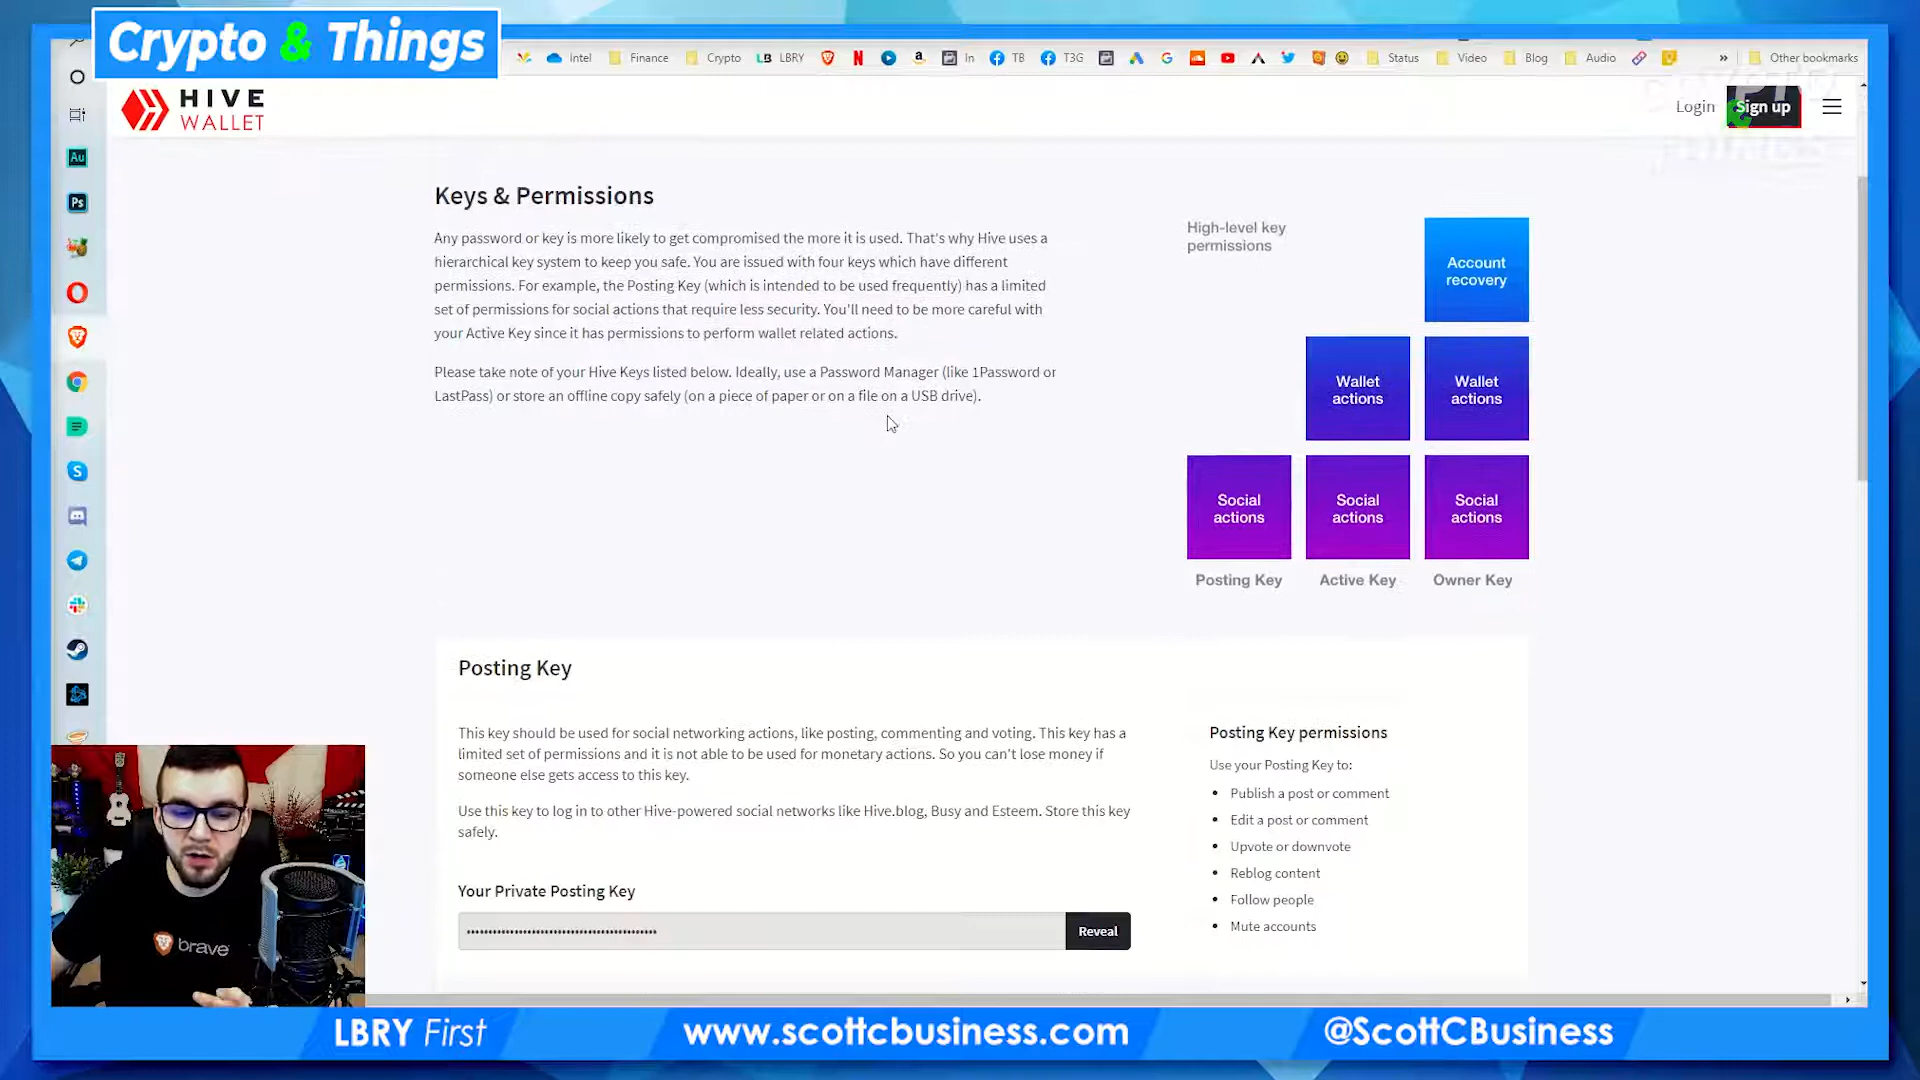 Crypto & Things
Intel
Finance
Crypto
LBRY
In
TB
T3G
Status
Video
Blog
Audio
Other bookmarks
HIVE
WALLET
Login
Sign up
Keys & Permissions
Any password or key is more likely to get compromised the more it is used. That's why Hive uses a
hierarchical key system to keep you safe. You are issued with four keys which have different
permissions. For example, the Posting Key (which is intended to be used frequently) has a limited
set of permissions for social actions that require less security. You'll need to be more careful with
your Active Key since it has permissions to perform wallet related actions.
Please take note of your Hive Keys listed below. Ideally, use a Password Manager (like 1Password or
LastPass) or store an offline copy safely (on a piece of paper or on a file on a USB drive).
High-level key
permissions
Account
recovery
Wallet
actions
Wallet
actions
Social
actions
Social
actions
Social
actions
Posting Key
Active Key
Owner Key
Posting Key
This key should be used for social networking actions, like posting, commenting and voting. This key has a
limited set of permissions and it is not able to be used for monetary actions. So you can't lose money if
someone else gets access to this key.
Use this key to log in to other Hive-powered social networks like Hive.blog, Busy and Esteem. Store this key
safely.
Your Private Posting Key
Reveal
Posting Key permissions
Use your Posting Key to:
Publish a post or comment
Edit a post or comment
Upvote or downvote
Reblog content
Follow people
Mute accounts
Au
Ps
brave
LBRY First
www.scottcbusiness.com
@ScottCBusiness